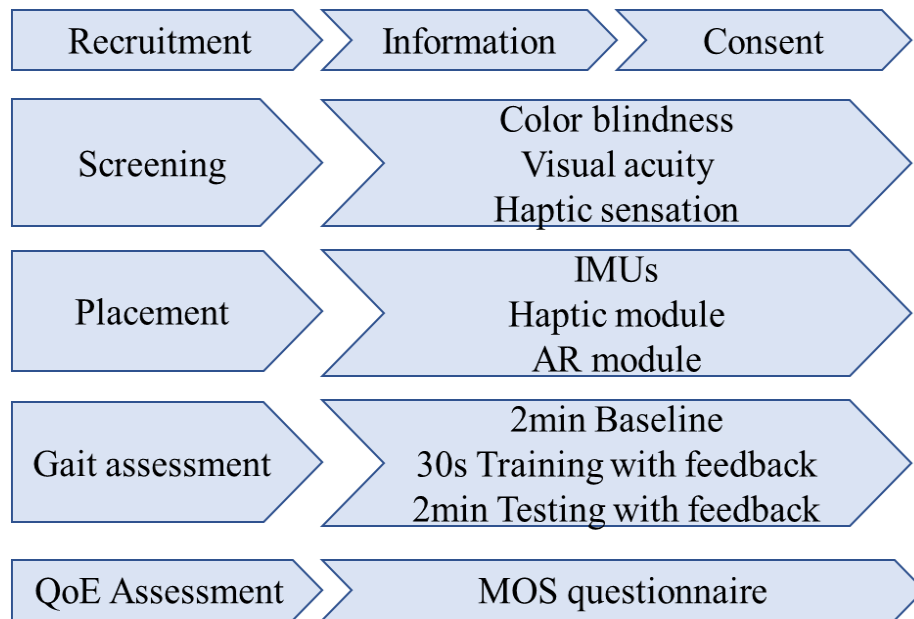 Recruitment
Information
Consent
Screening
Color blindness
Visual acuity
Haptic sensation
Placement
IMUs
Haptic module
AR module
Gait assessment
2min Baseline
30s Training with feedback
2min Testing with feedback
QoE Assessment
MOS questionnaire